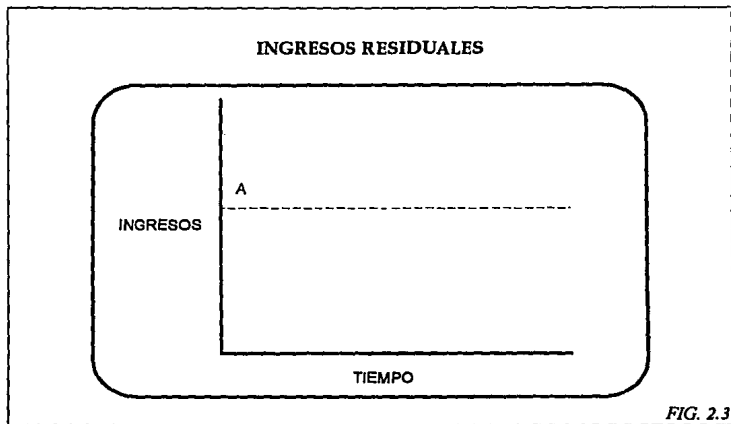 INGRESOS RESIDUALES
A
INGRESOS
TIEMPO
FIG. 2.3